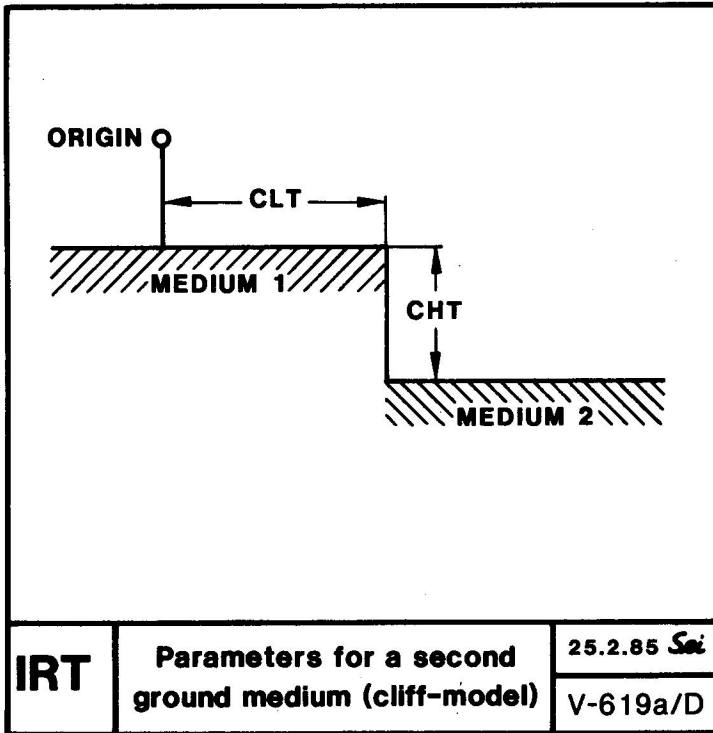 ORIGIN
CLT
MEDIUM 1
CHT
MEDIUM 2
IRT
Parameters for a second
ground medium (cliff-model)
25.2.85 Sei
V-619a/D